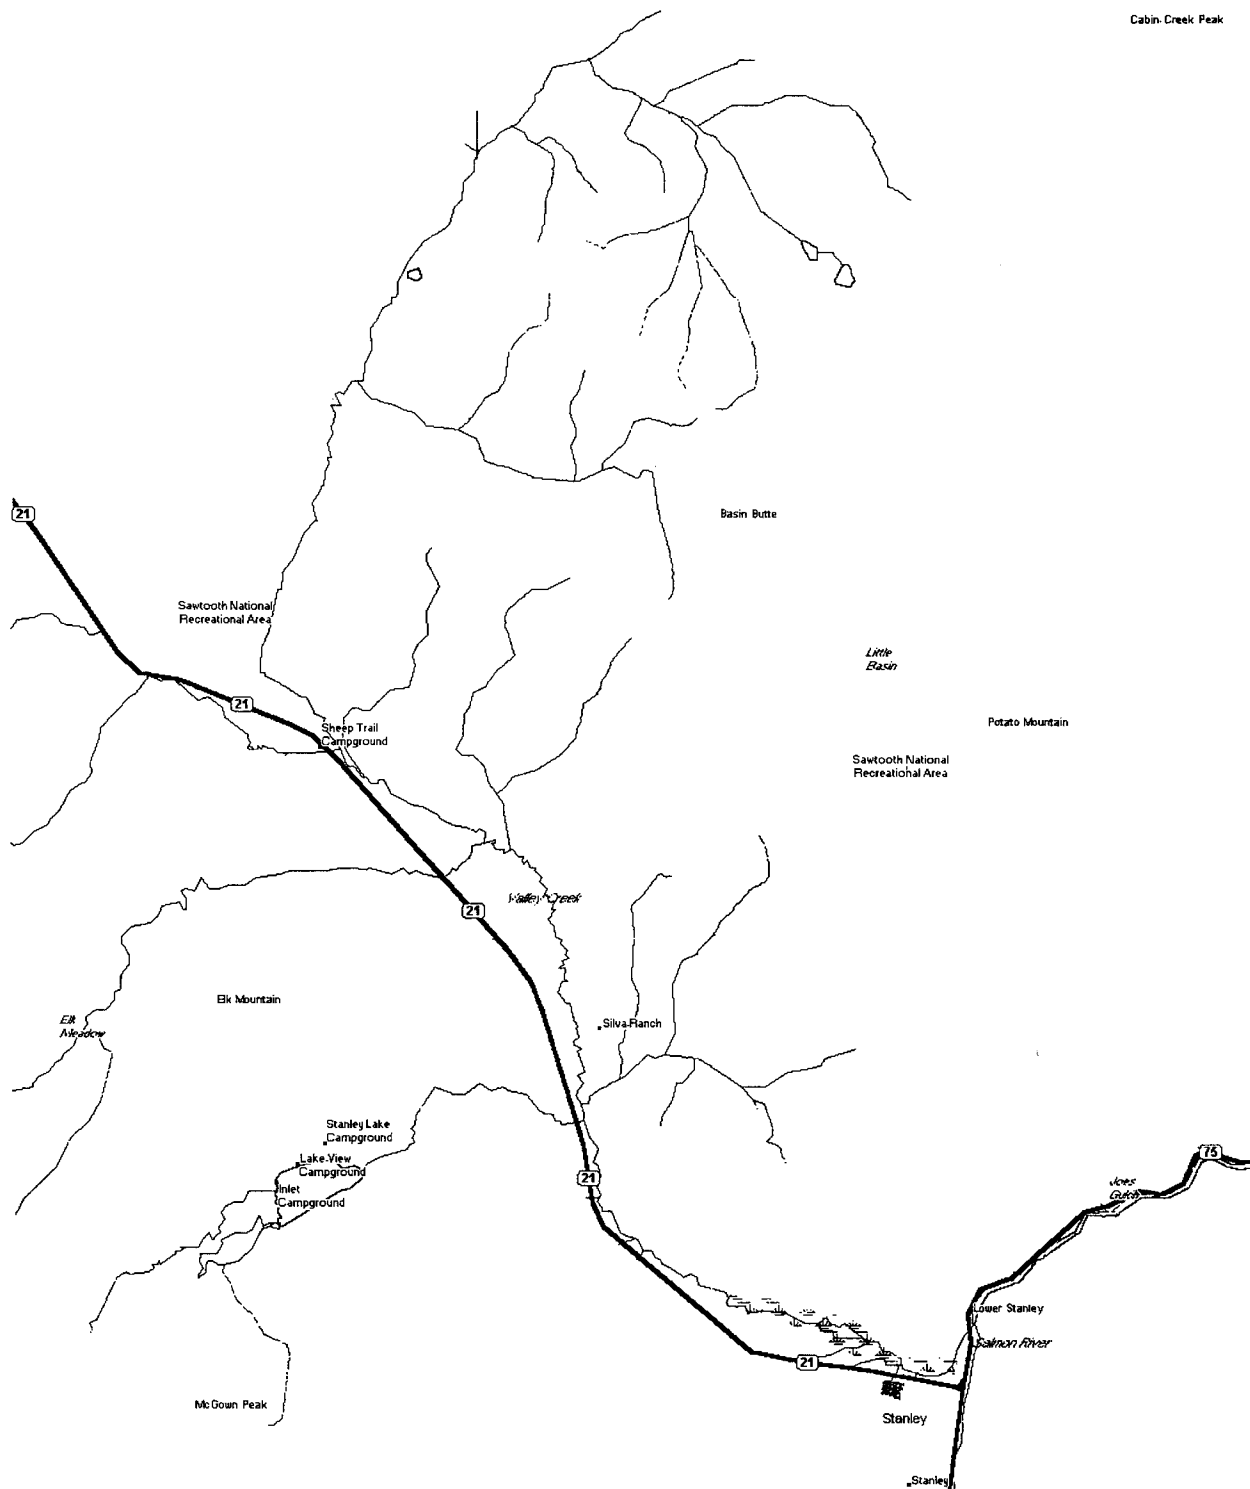 Cabin Creek Peak
21
Basin Butte
Sawtooth National
Recreational Area
Little
Basin
21
Potato Mountain
Sheep Trail
Campground
Sawtooth National
Recreational Area
Valley Creek
21
Elk Mountain
Elk
Meadow
Silva Ranch
Stanley Lake
Campground
Lake View
Campground
75
21
Inlet
Campground
Joes
Gulch
Lower Stanley
Salmon River
21
McGown Peak
Stanley
Stanley